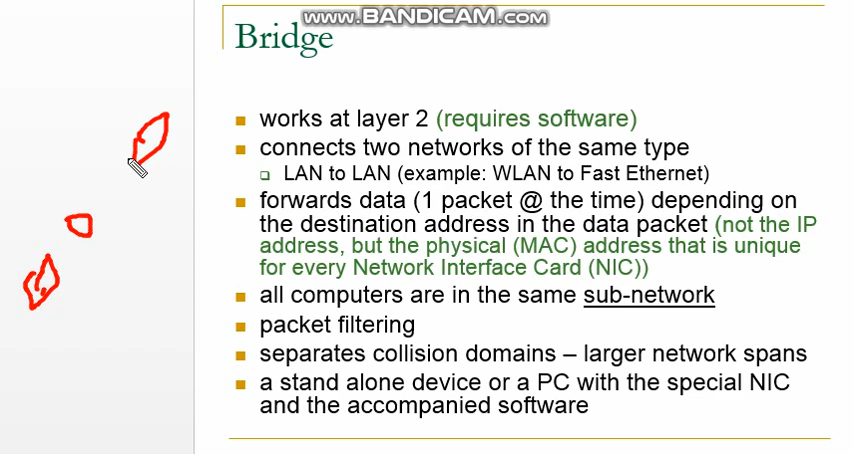 www.BANDICAM.com
Bridge
works at layer 2 (requires software)
connects two networks of the same type
LAN to LAN (example: WLAN to Fast Ethernet)
forwards data (1 packet @ the time) depending on
the destination address in the data packet (not the IP
address, but the physical (MAC) address that is unique
for every Network Interface Card (NIC))
all computers are in the same sub-network
packet filtering
separates collision domains – larger network spans
a stand alone device or a PC with the special NIC
and the accompanied software